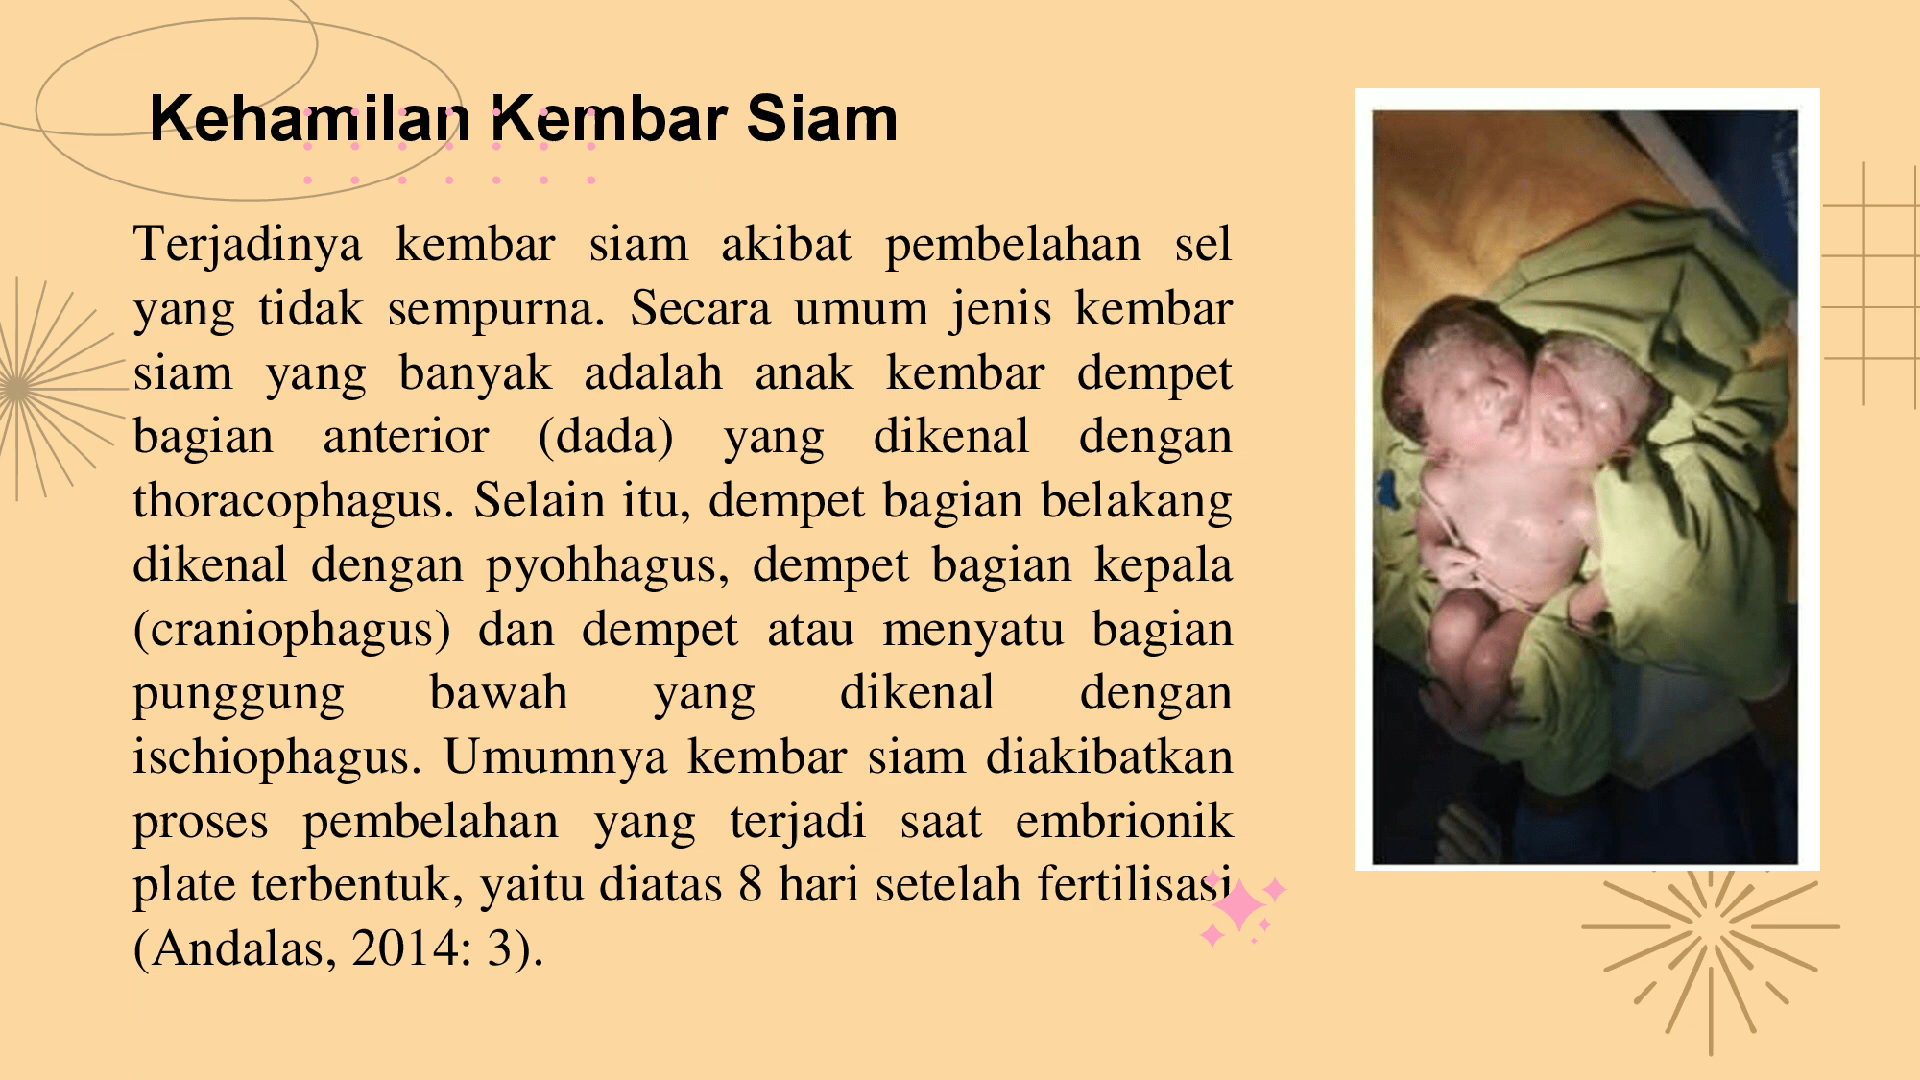 Kehamilan Kembar Siam
Terjadinya kembar siam akibat pembelahan sel
yang tidak sempurna. Secara umum jenis kembar
siam yang banyak adalah anak kembar dempet
bagian anterior (dada) yang dikenal dengan
thoracophagus. Selain itu, dempet bagian belakang
dikenal dengan pyohhagus, dempet bagian kepala
(craniophagus) dan dempet atau menyatu bagian
punggung bawah yang dikenal dengan
ischiophagus. Umumnya kembar siam diakibatkan
proses pembelahan yang terjadi saat embrionik
plate terbentuk, yaitu diatas 8 hari setelah fertilisasi
(Andalas, 2014: 3).